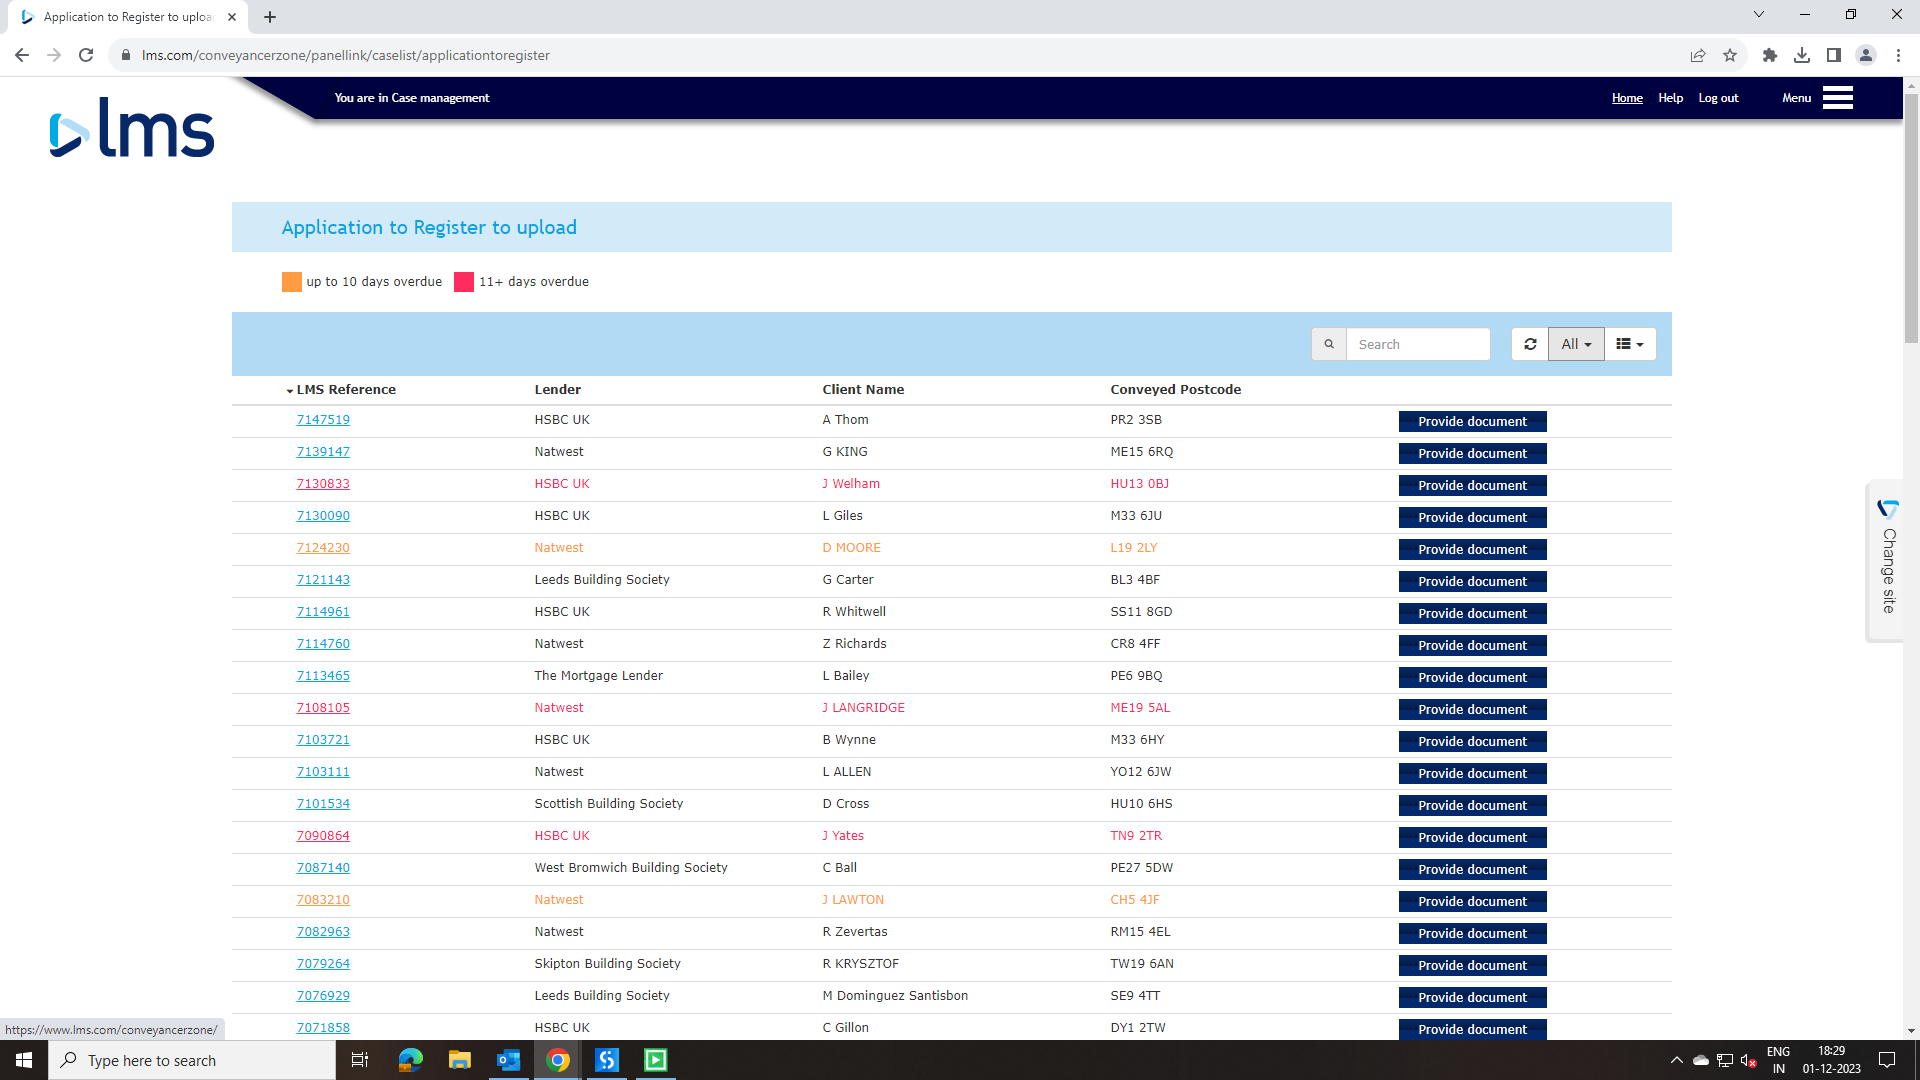 Application to Register to uploa
lms.com/conveyancerzone/panellink/caselist/applicationtoregister
You are in Case management
Home Help Log out Menu
lms
Application to Register to upload
up to 10 days overdue 11+ days overdue
Search All
LMS Reference Lender Client Name Conveyed Postcode
7147519 HSBC UK A Thom PR2 3SB Provide document
7139147 Natwest G KING ME15 6RQ Provide document
7130833 HSBC UK J Welham HU13 0BJ Provide document
7130090 HSBC UK L Giles M33 6JU Provide document
7124230 Natwest D MOORE L19 2LY Provide document
7121143 Leeds Building Society G Carter BL3 4BF Provide document
7114961 HSBC UK R Whitwell SS11 8GD Provide document
7114760 Natwest Z Richards CR8 4FF Provide document
7113465 The Mortgage Lender L Bailey PE6 9BQ Provide document
7108105 Natwest J LANGRIDGE ME19 5AL Provide document
7103721 HSBC UK B Wynne M33 6HY Provide document
7103111 Natwest L ALLEN YO12 6JW Provide document
7101534 Scottish Building Society D Cross HU10 6HS Provide document
7090864 HSBC UK J Yates TN9 2TR Provide document
7087140 West Bromwich Building Society C Ball PE27 5DW Provide document
7083210 Natwest J LAWTON CH5 4JF Provide document
7082963 Natwest R Zevertas RM15 4EL Provide document
7079264 Skipton Building Society R KRYSZTOF TW19 6AN Provide document
7076929 Leeds Building Society M Dominguez Santisbon SE9 4TT Provide document
7071858 HSBC UK C Gillon DY1 2TW Provide document
Change site
https://www.lms.com/conveyancerzone/
Type here to search
ENG
IN
18:29
01-12-2023